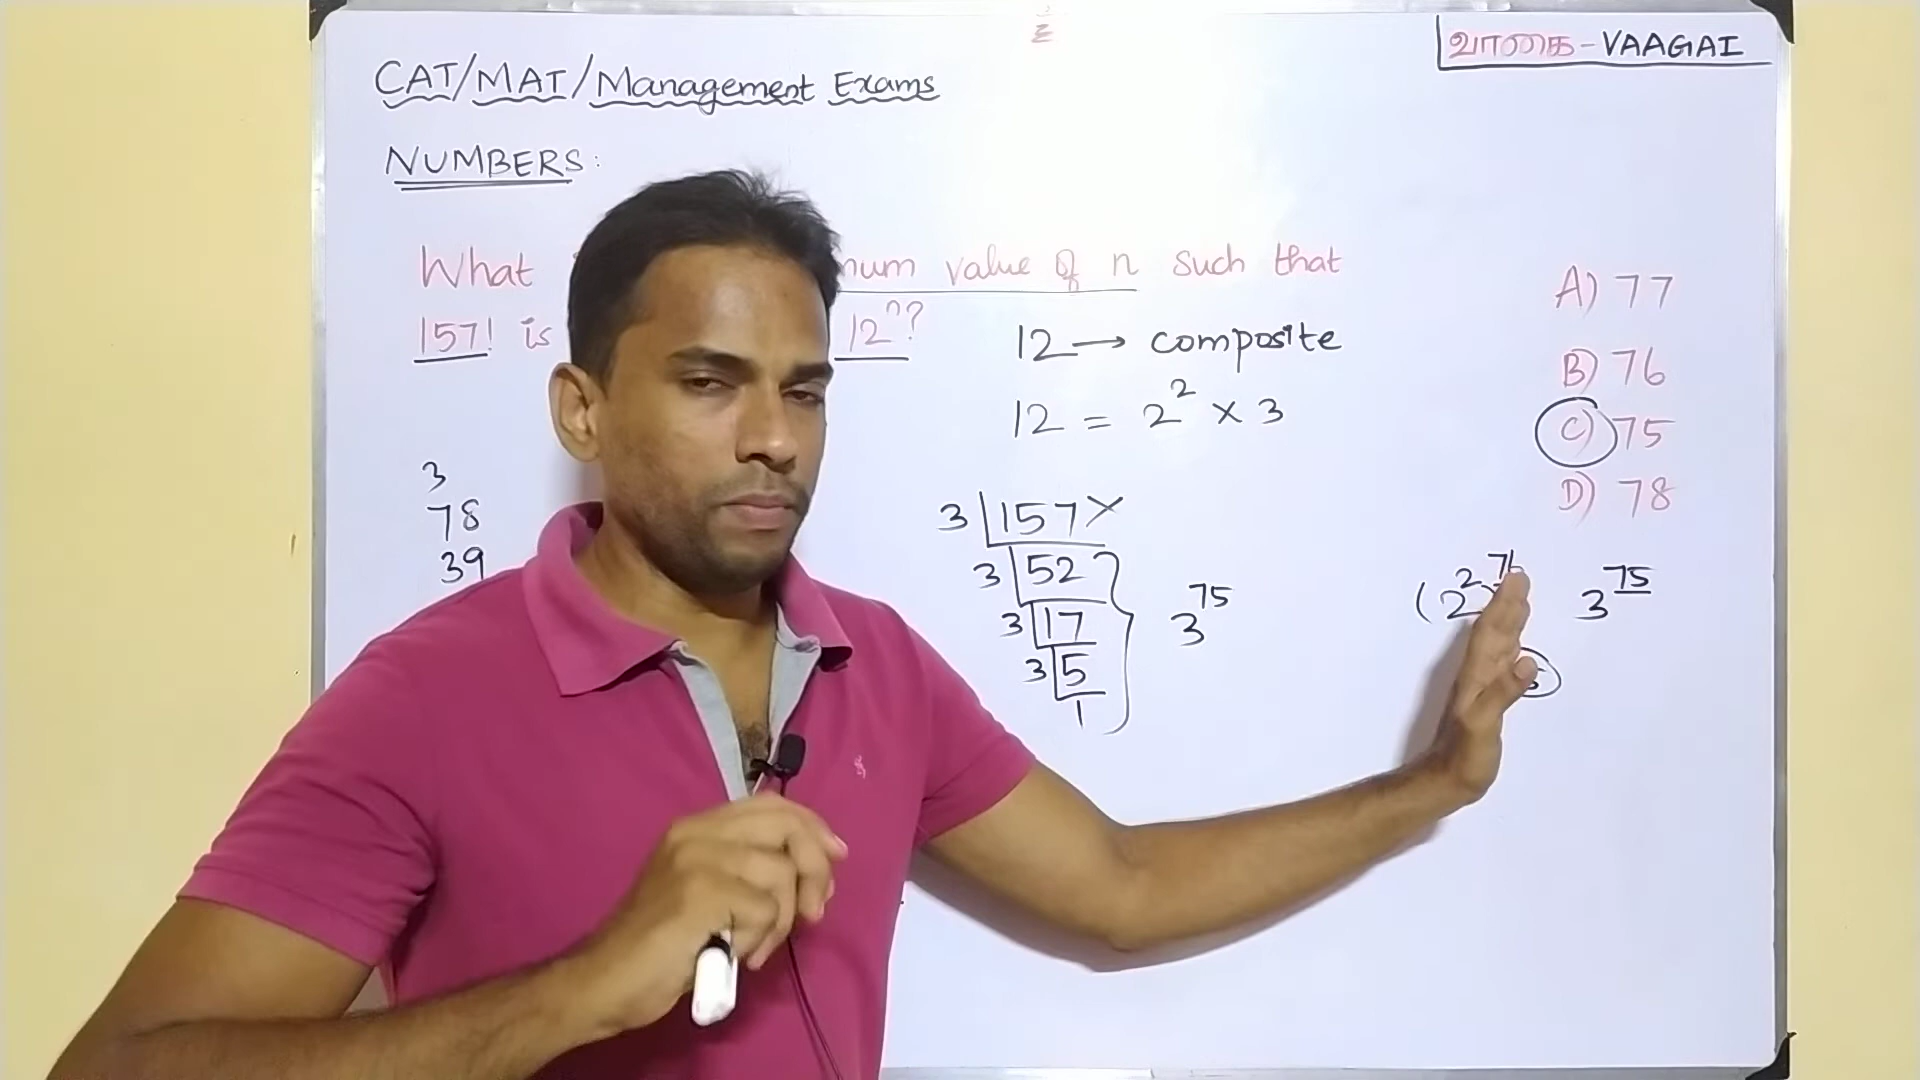 வாகை - VAAGAI
CAT/MAT/Management Exams
NUMBERS:
What num value of n such that
157! is 12ⁿ?
A) 77
B) 76
C) 75
D) 78
12 → composite
12 = 2² × 3
3
78
39
3 157 ×
3 52
3 17
3 5
1
3⁷⁵
(2²) 3⁷⁵